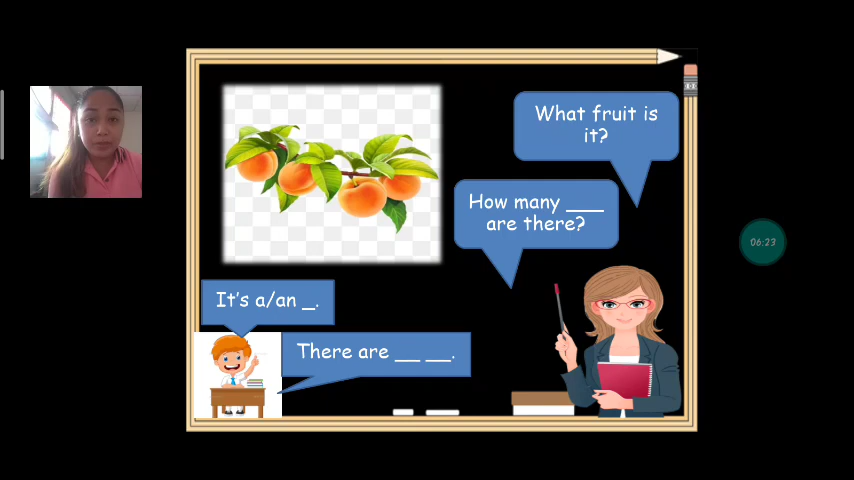 What fruit is
it?
How many ___
are there?
It's a/an _.
There are __ __.
06:23